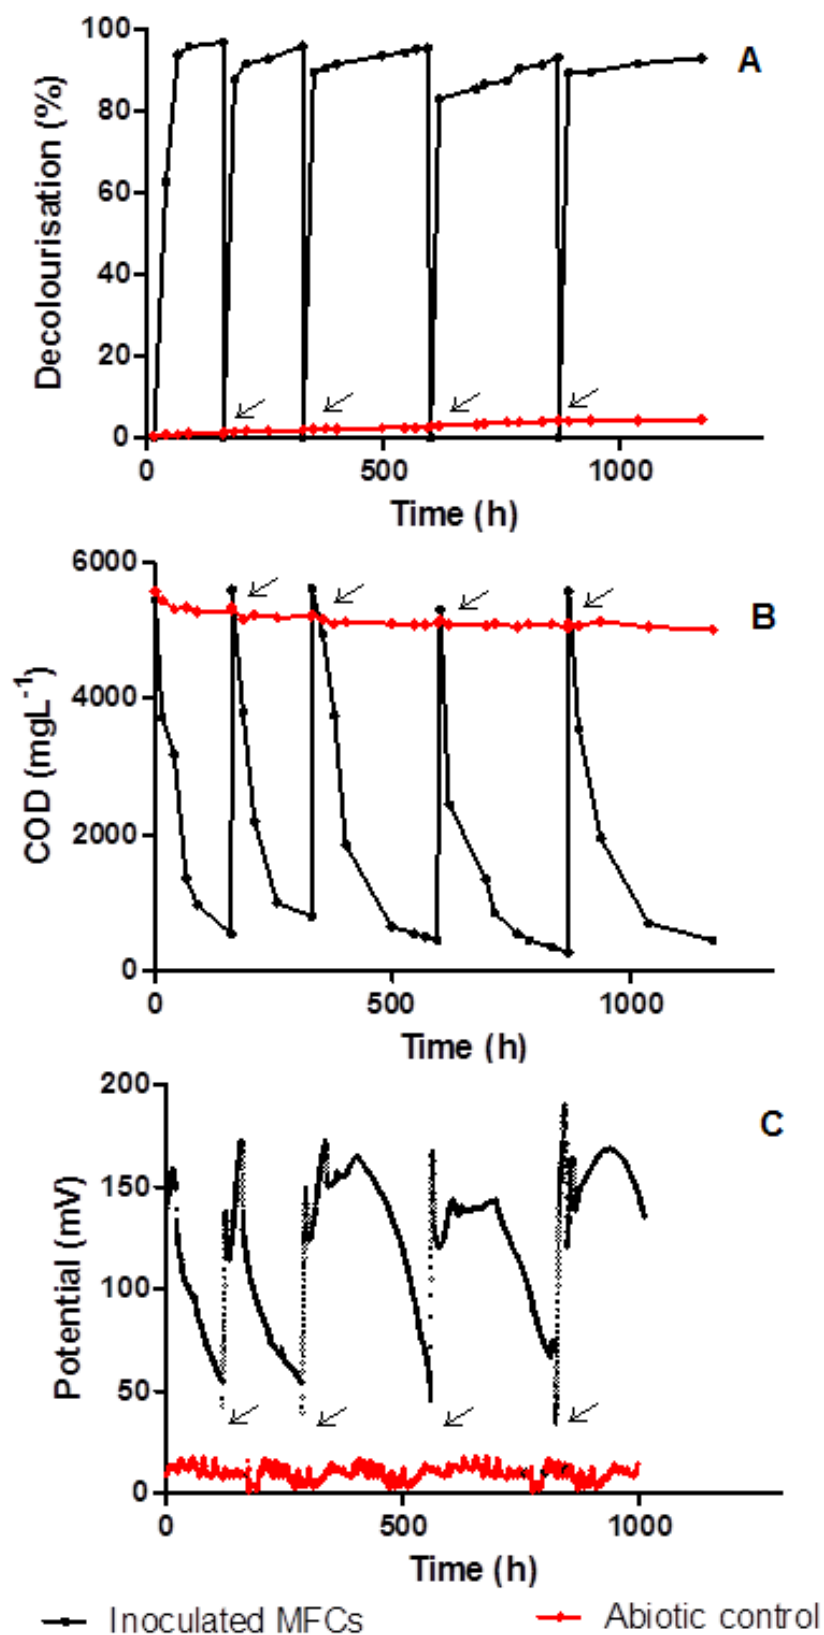 A
Decolourisation (%)
100
80
60
40
20
0
0 500 1000
Time (h)
B
COD (mgL-1)
6000
4000
2000
0
0 500 1000
Time (h)
C
Potential (mV)
200
150
100
50
0
0 500 1000
Time (h)
Inoculated MFCs Abiotic control